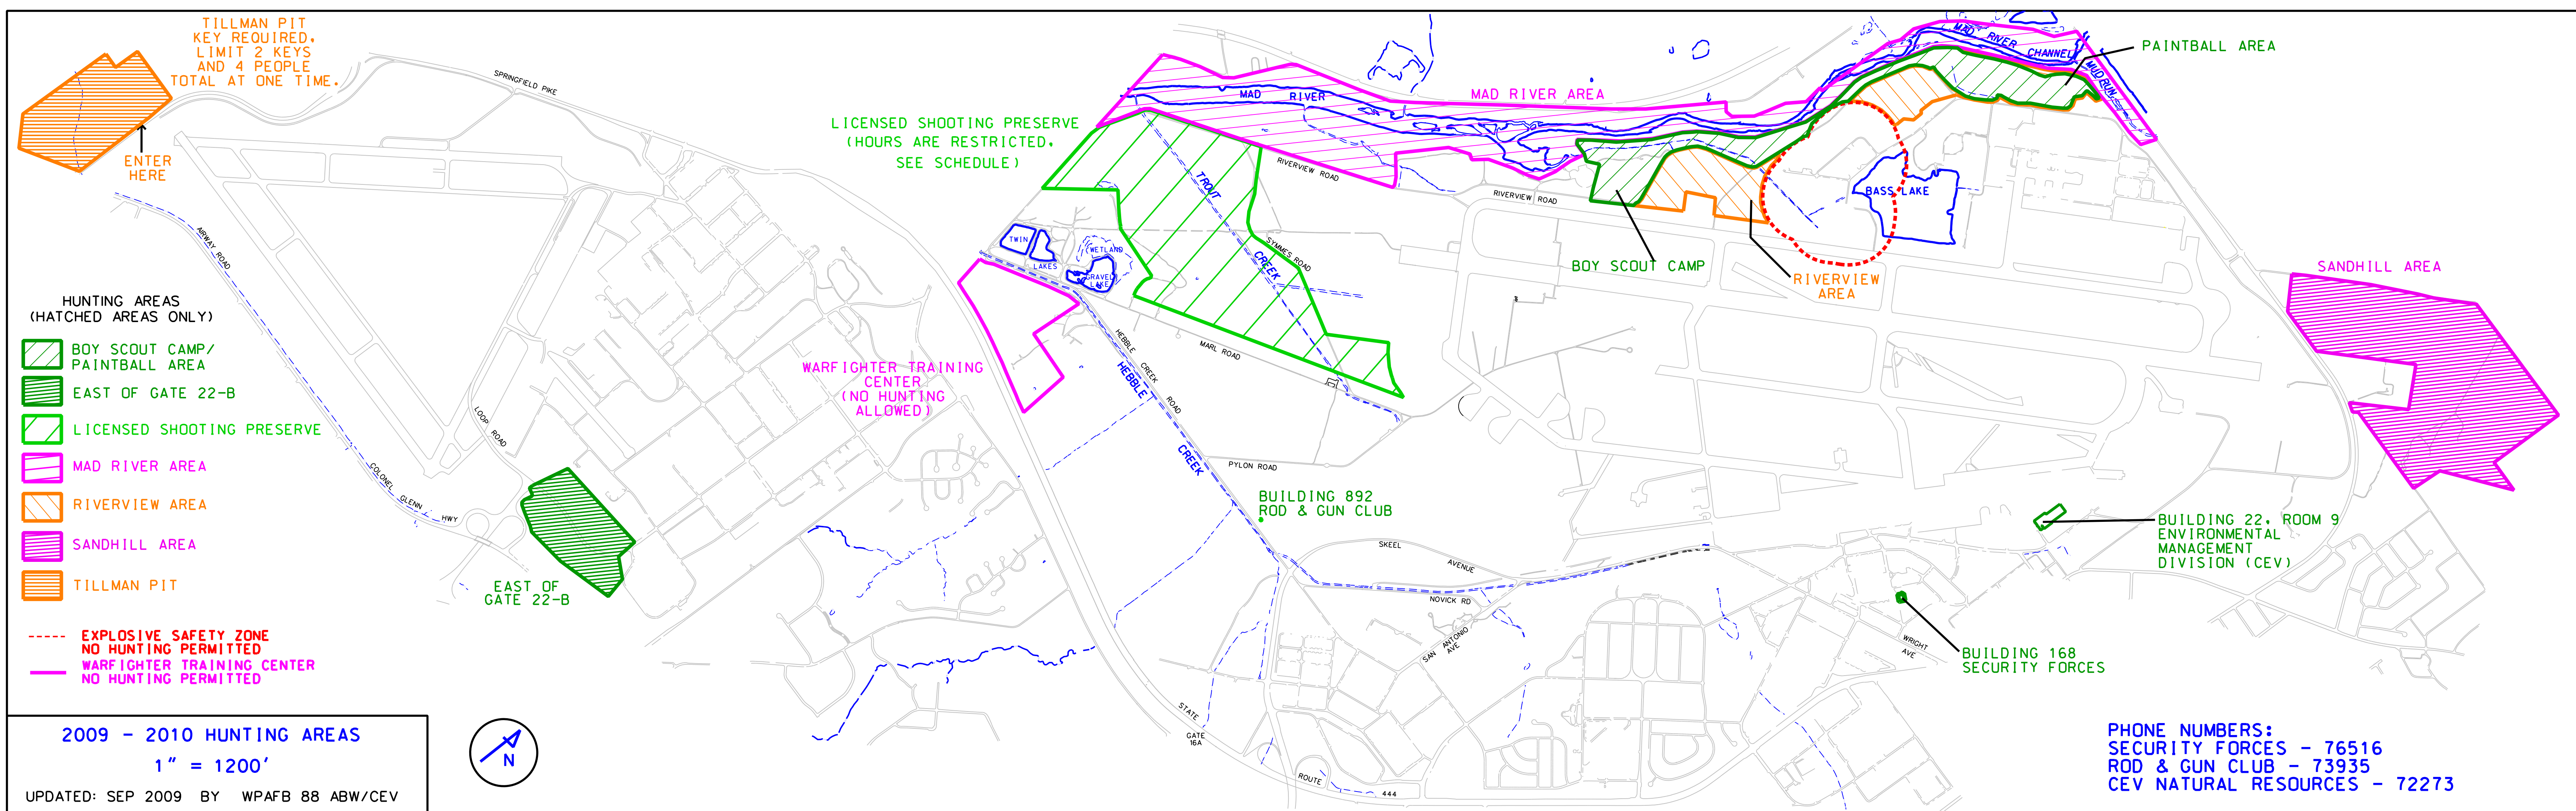 TILLMAN PIT
KEY REQUIRED.
LIMIT 2 KEYS
AND 4 PEOPLE
TOTAL AT ONE TIME.
ENTER
HERE
SPRINGFIELD PIKE
AIRWAY ROAD
COLONEL GLENN HWY
LOOP ROAD
EAST OF
GATE 22-B
HUNTING AREAS
(HATCHED AREAS ONLY)
BOY SCOUT CAMP/
PAINTBALL AREA
EAST OF GATE 22-B
LICENSED SHOOTING PRESERVE
MAD RIVER AREA
RIVERVIEW AREA
SANDHILL AREA
TILLMAN PIT
EXPLOSIVE SAFETY ZONE
NO HUNTING PERMITTED
WARFIGHTER TRAINING CENTER
NO HUNTING PERMITTED
2009 - 2010 HUNTING AREAS
1" = 1200'
UPDATED: SEP 2009 BY WPAFB 88 ABW/CEV
N
LICENSED SHOOTING PRESERVE
(HOURS ARE RESTRICTED.
SEE SCHEDULE)
MAD RIVER
MAD RIVER AREA
RIVERVIEW ROAD
TROUT
CREEK
SYMMES ROAD
TWIN
LAKES
WETLAND
GRAVEL
LAKE
MARL ROAD
HEBBLE CREEK ROAD
HEBBLE
CREEK
WARFIGHTER TRAINING
CENTER
(NO HUNTING
ALLOWED)
PYLON ROAD
BUILDING 892
ROD & GUN CLUB
SKEEL
AVENUE
NOVICK RD
SAN ANTONIO
AVE
STATE
GATE
16A
ROUTE
444
RIVERVIEW ROAD
BOY SCOUT CAMP
RIVERVIEW
AREA
BASS LAKE
MAD RIVER CHANNEL
MUD RUN
PAINTBALL AREA
SANDHILL AREA
BUILDING 22. ROOM 9
ENVIRONMENTAL
MANAGEMENT
DIVISION (CEV)
WRIGHT
AVE
BUILDING 168
SECURITY FORCES
PHONE NUMBERS:
SECURITY FORCES - 76516
ROD & GUN CLUB - 73935
CEV NATURAL RESOURCES - 72273